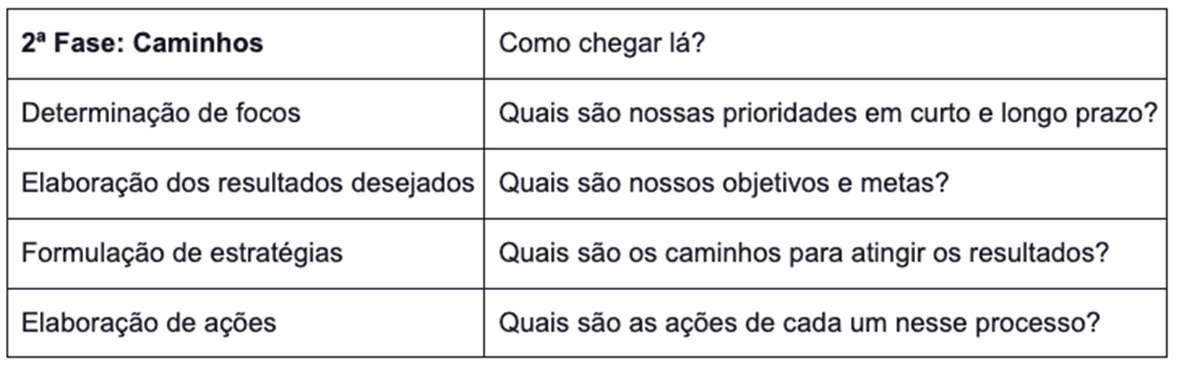 2ª Fase: Caminhos
Como chegar lá?
Determinação de focos
Quais são nossas prioridades em curto e longo prazo?
Elaboração dos resultados desejados
Quais são nossos objetivos e metas?
Formulação de estratégias
Quais são os caminhos para atingir os resultados?
Elaboração de ações
Quais são as ações de cada um nesse processo?